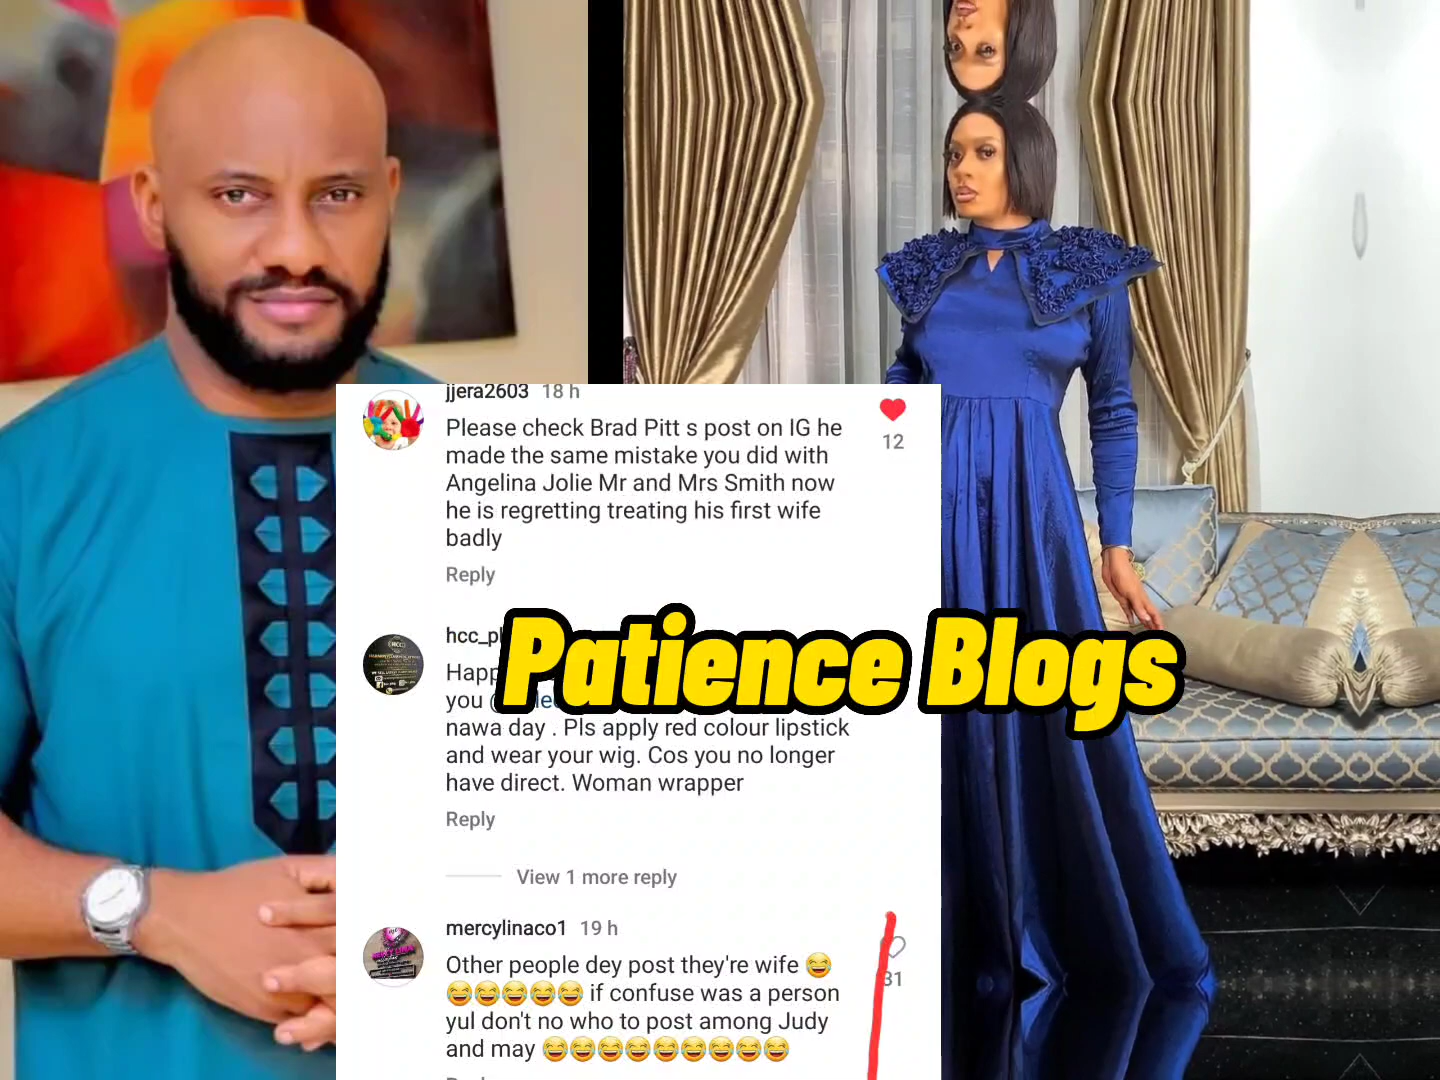 jjera2603 18 h
Please check Brad Pitt s post on IG he
made the same mistake you did with
Angelina Jolie Mr and Mrs Smith now
he is regretting treating his first wife
badly
12
Reply
Patience Blogs
you
nawa day . Pls apply red colour lipstick
and wear your wig. Cos you no longer
have direct. Woman wrapper
Reply
View 1 more reply
mercylinaco1 19 h
Other people dey post they're wife 😂
😂😂😂😂😂 if confuse was a person
yul don't no who to post among Judy
and may 😂😂😂😂😂😂😂😂😂
31